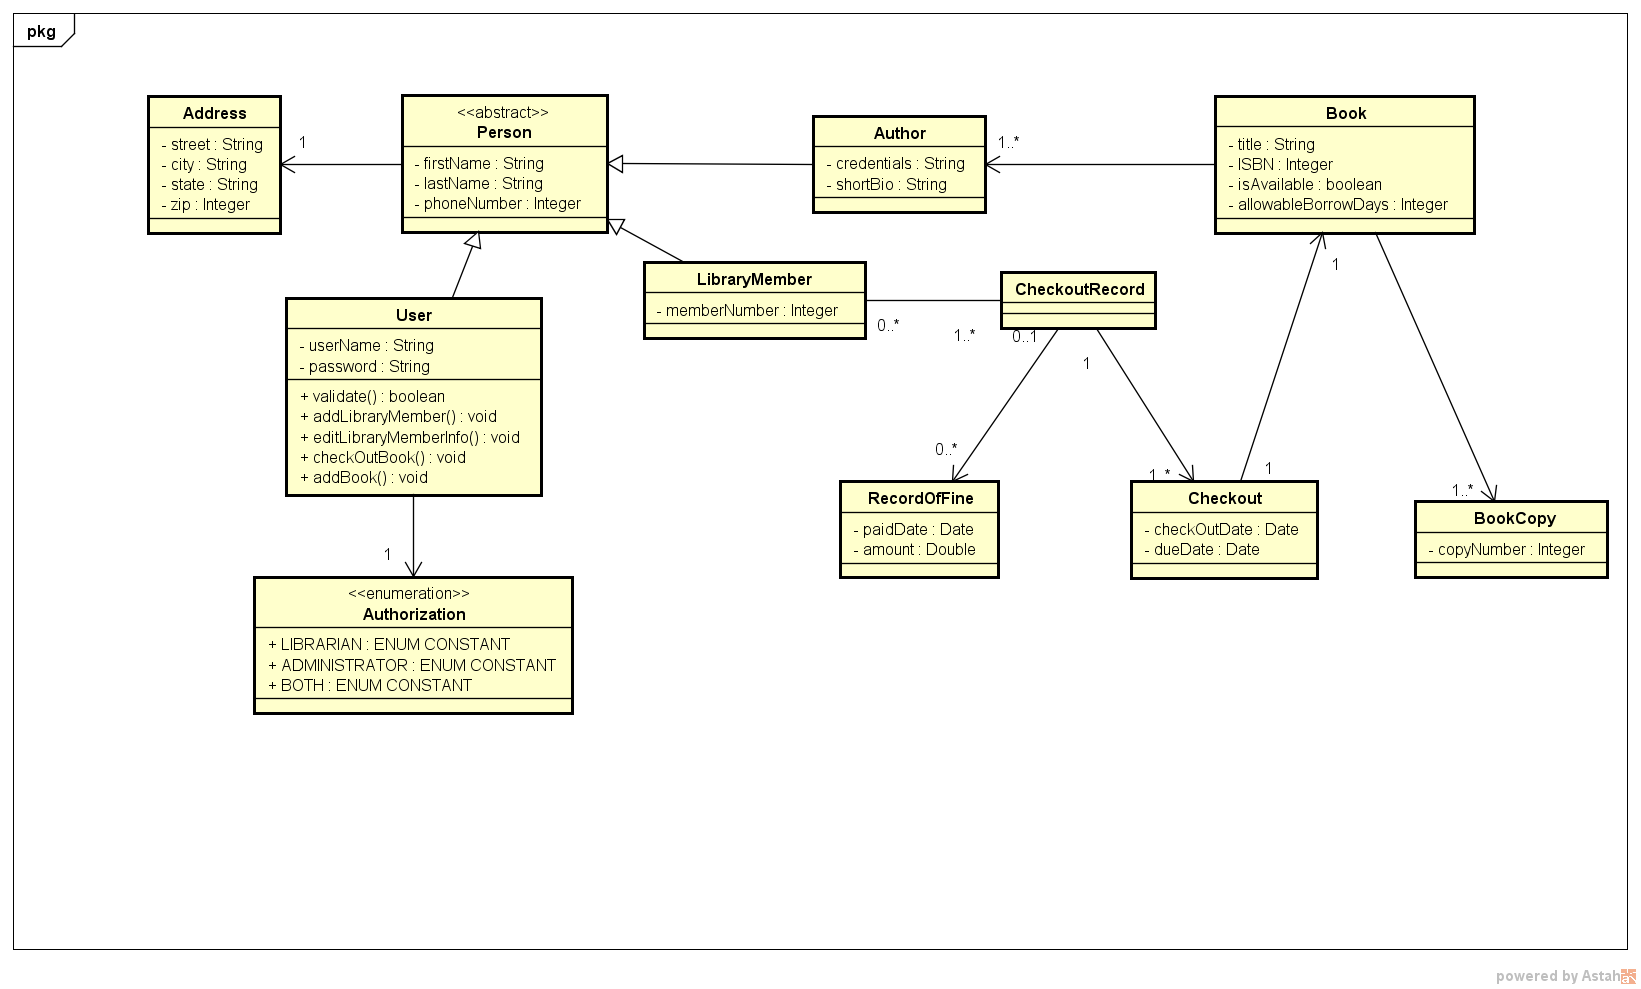 pkg
Address
- street : String
- city : String
- state : String
- zip : Integer
1
<<abstract>>
Person
- firstName : String
- lastName : String
- phoneNumber : Integer
Author
- credentials : String
- shortBio : String
1..*
Book
- title : String
- ISBN : Integer
- isAvailable : boolean
- allowableBorrowDays : Integer
1
User
- userName : String
- password : String
+ validate() : boolean
+ addLibraryMember() : void
+ editLibraryMemberInfo() : void
+ checkOutBook() : void
+ addBook() : void
LibraryMember
- memberNumber : Integer
0..*
1..*
CheckoutRecord
0..1
1
0..*
1..*
1
1..*
RecordOfFine
- paidDate : Date
- amount : Double
Checkout
- checkOutDate : Date
- dueDate : Date
BookCopy
- copyNumber : Integer
1
<<enumeration>>
Authorization
+ LIBRARIAN : ENUM CONSTANT
+ ADMINISTRATOR : ENUM CONSTANT
+ BOTH : ENUM CONSTANT
powered by Astah